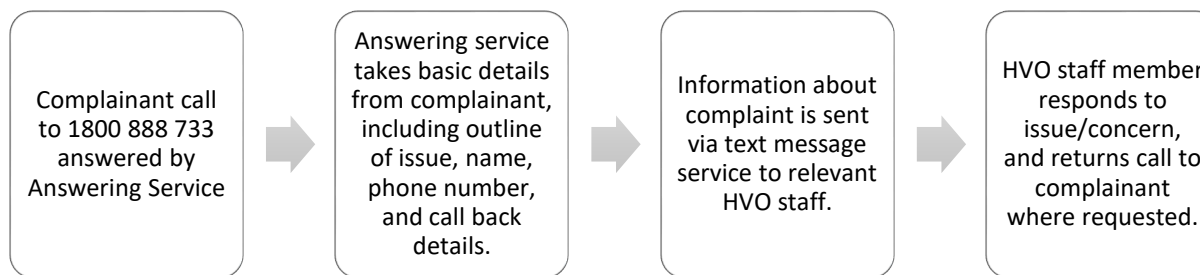 Complainant call
to 1800 888 733
answered by
Answering Service
Answering service
takes basic details
from complainant,
including outline
of issue, name,
phone number,
and call back
details.
Information about
complaint is sent
via text message
service to relevant
HVO staff.
HVO staff member
responds to
issue/concern,
and returns call to
complainant
where requested.